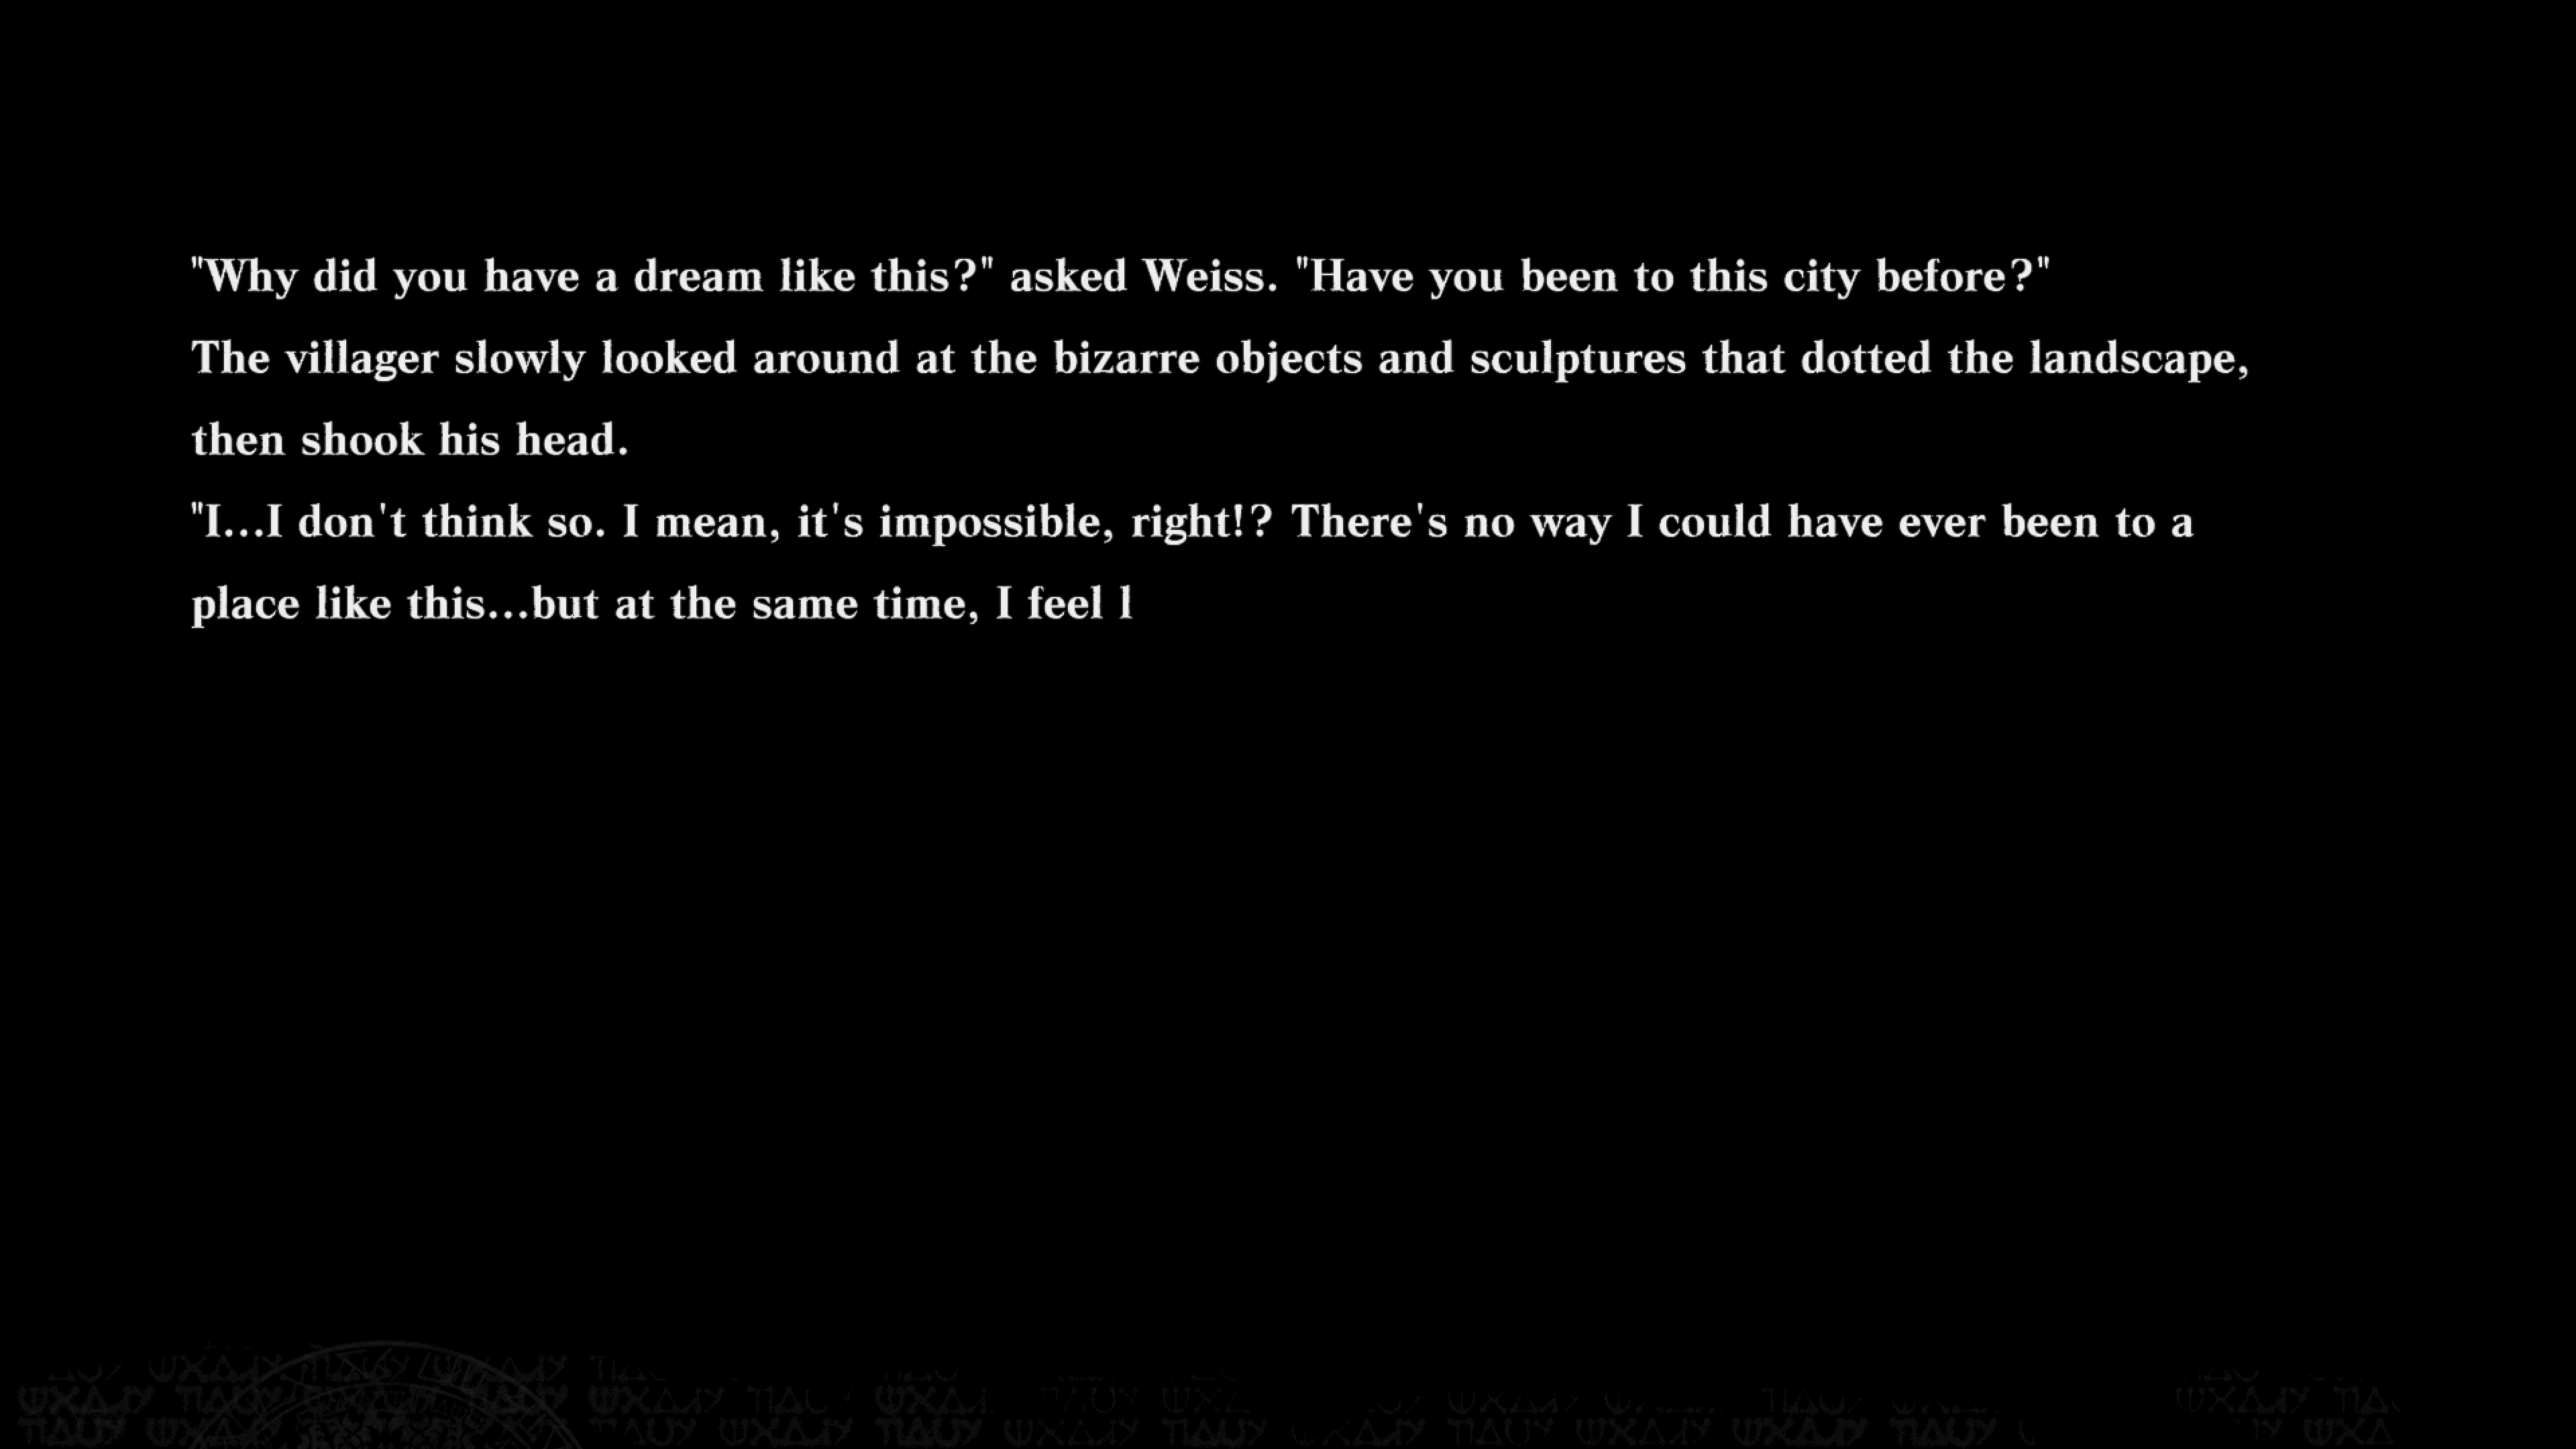 "Why did you have a dream like this?" asked Weiss. "Have you been to this city before?"
The villager slowly looked around at the bizarre objects and sculptures that dotted the landscape,
then shook his head.
"I...I don't think so. I mean, it's impossible, right!? There's no way I could have ever been to a
place like this...but at the same time, I feel l